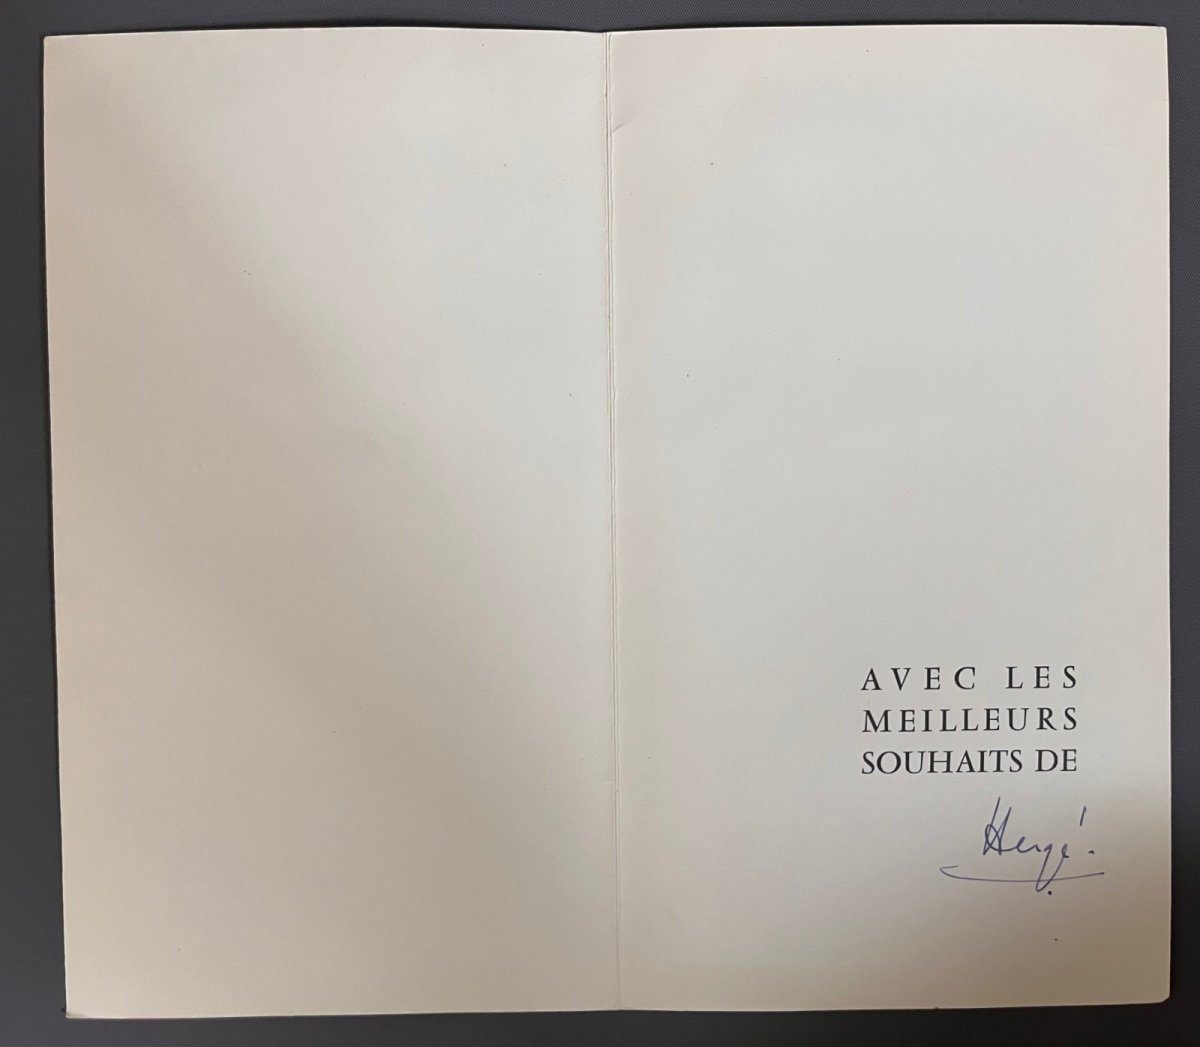 AVEC LES
MEILLEURS
SOUHAITS DE
Hergé.